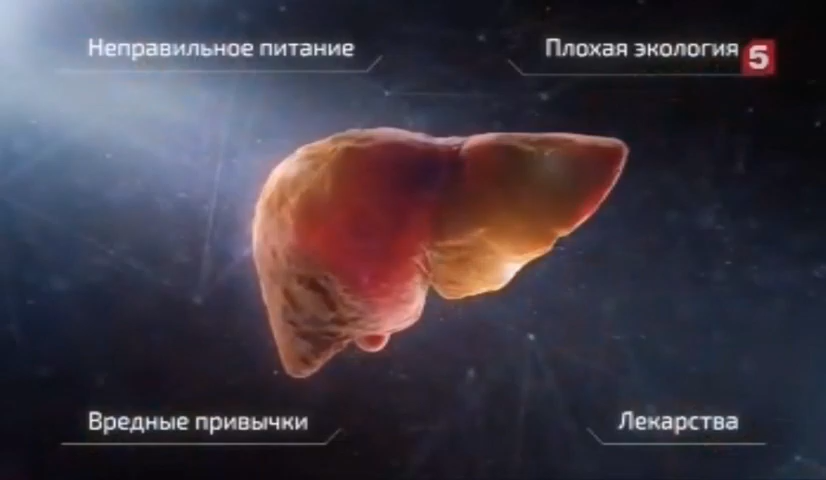 Неправильное питание
Плохая экология
5
Вредные привычки
Лекарства